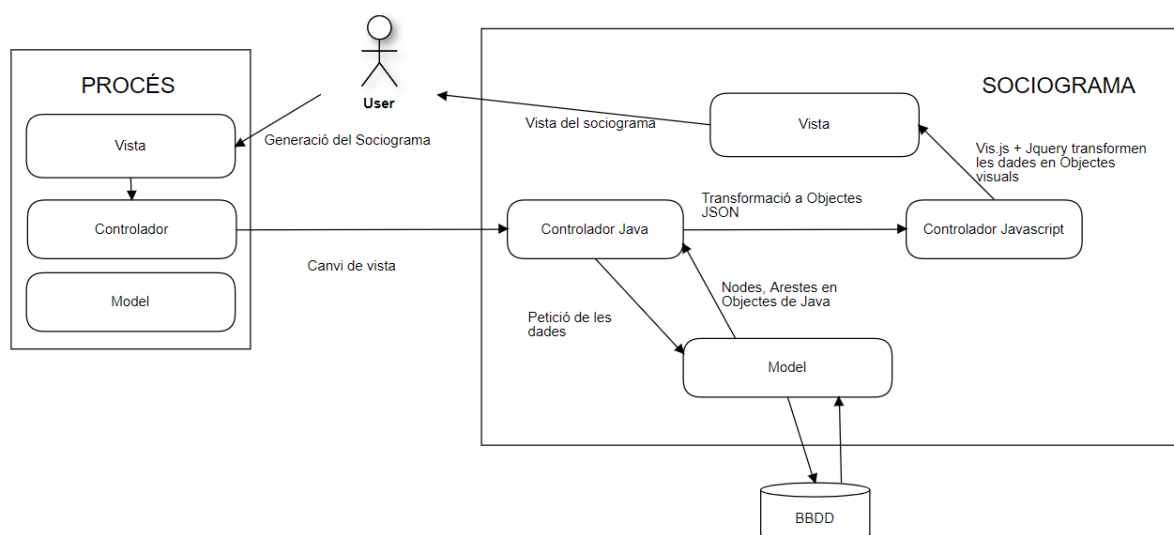 PROCÉS
Vista
Controlador
Model
User
Generació del Sociograma
Canvi de vista
SOCIOGRAMA
Vista del sociograma
Vista
Vis.js + Jquery transformen
les dades en Objectes
visuals
Transformació a Objectes
JSON
Controlador Java
Controlador Javascript
Nodes, Arestes en
Objectes de Java
Petició de les
dades
Model
BBDD